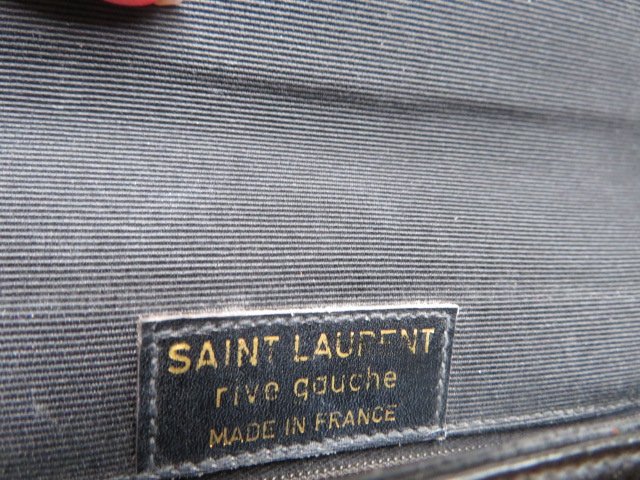 SAINT LAURENT
rive gauche
MADE IN FRANCE